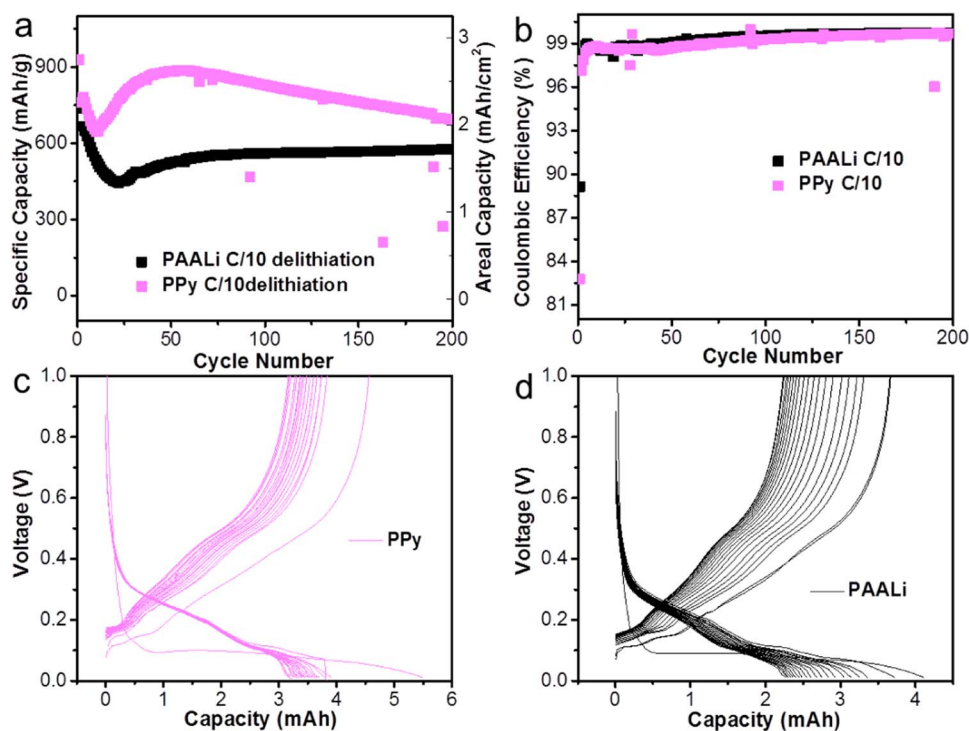 a
Specific Capacity (mAh/g)
900
600
300
0
3
2
1
0
Areal Capacity (mAh/cm²)
PAALi C/10 delithiation
PPy C/10delithiation
0 50 100 150 200
Cycle Number
b
Coulombic Efficiency (%)
99
96
93
90
87
84
81
PAALi C/10
PPy C/10
0 50 100 150 200
Cycle Number
c
Voltage (V)
1.0
0.8
0.6
0.4
0.2
0.0
PPy
0 1 2 3 4 5 6
Capacity (mAh)
d
Voltage (V)
1.0
0.8
0.6
0.4
0.2
0.0
PAALi
0 1 2 3 4
Capacity (mAh)